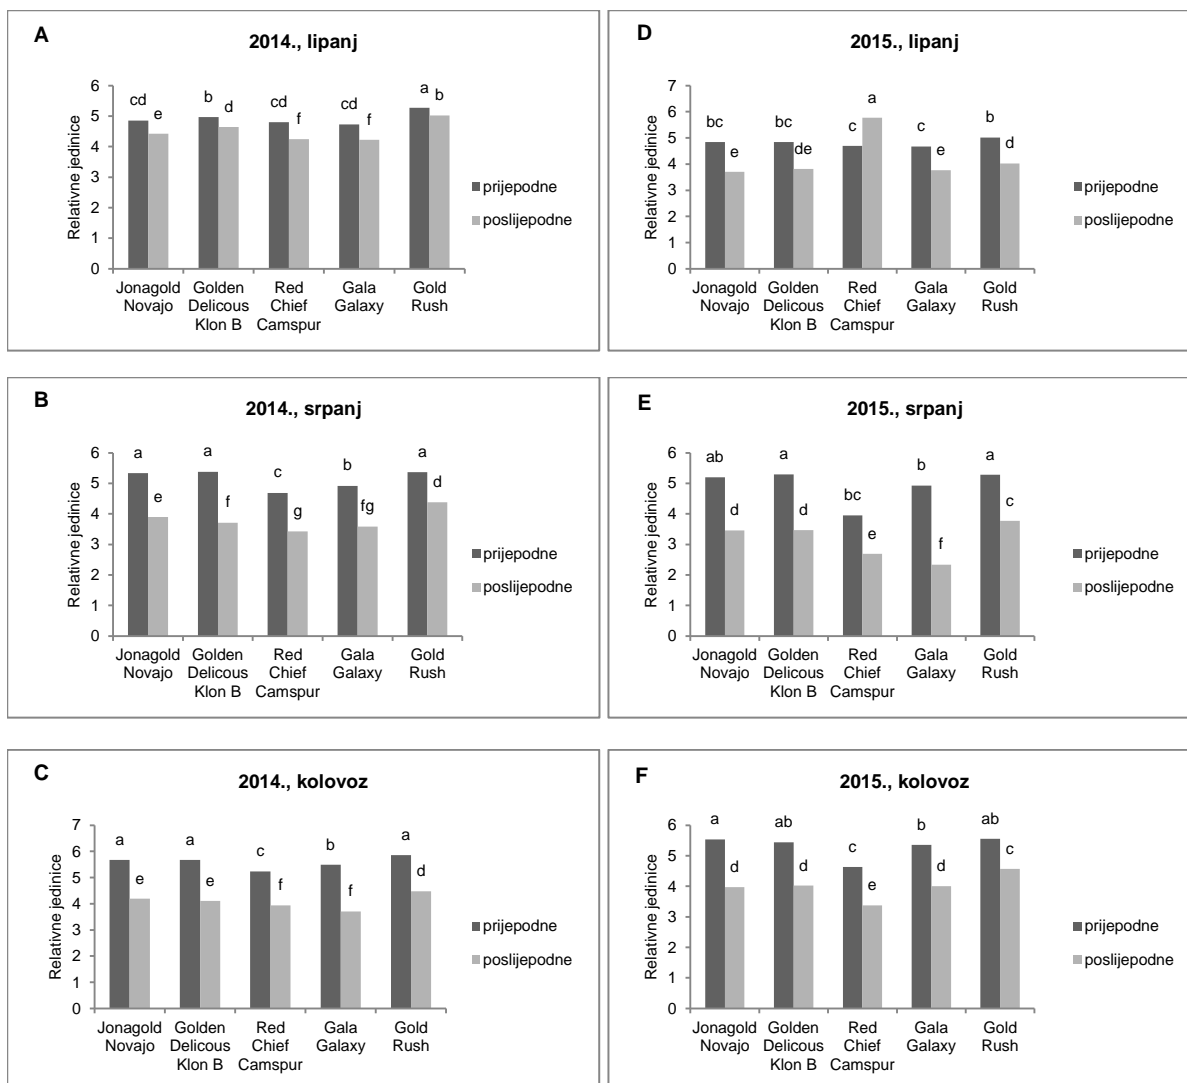 A
2014., lipanj
Relativne jedinice
6
5
4
3
2
1
0
cd
e
b
d
cd
f
cd
f
a
b
Jonagold Novajo
Golden Delicous Klon B
Red Chief Camspur
Gala Galaxy
Gold Rush
prijepodne
poslijepodne
D
2015., lipanj
Relativne jedinice
7
6
5
4
3
2
1
0
bc
e
bc
de
c
a
c
e
b
d
Jonagold Novajo
Golden Delicous Klon B
Red Chief Camspur
Gala Galaxy
Gold Rush
prijepodne
poslijepodne
B
2014., srpanj
Relativne jedinice
6
5
4
3
2
1
0
a
e
a
f
c
g
b
fg
a
d
Jonagold Novajo
Golden Delicous Klon B
Red Chief Camspur
Gala Galaxy
Gold Rush
prijepodne
poslijepodne
E
2015., srpanj
Relativne jedinice
6
5
4
3
2
1
0
ab
d
a
d
bc
e
b
f
a
c
Jonagold Novajo
Golden Delicous Klon B
Red Chief Camspur
Gala Galaxy
Gold Rush
prijepodne
poslijepodne
C
2014., kolovoz
Relativne jedinice
7
6
5
4
3
2
1
0
a
e
a
e
c
f
b
f
a
d
Jonagold Novajo
Golden Delicous Klon B
Red Chief Camspur
Gala Galaxy
Gold Rush
prijepodne
poslijepodne
F
2015., kolovoz
Relativne jedinice
6
5
4
3
2
1
0
a
d
ab
d
c
e
b
d
ab
c
Jonagold Novajo
Golden Delicous Klon B
Red Chief Camspur
Gala Galaxy
Gold Rush
prijepodne
poslijepodne